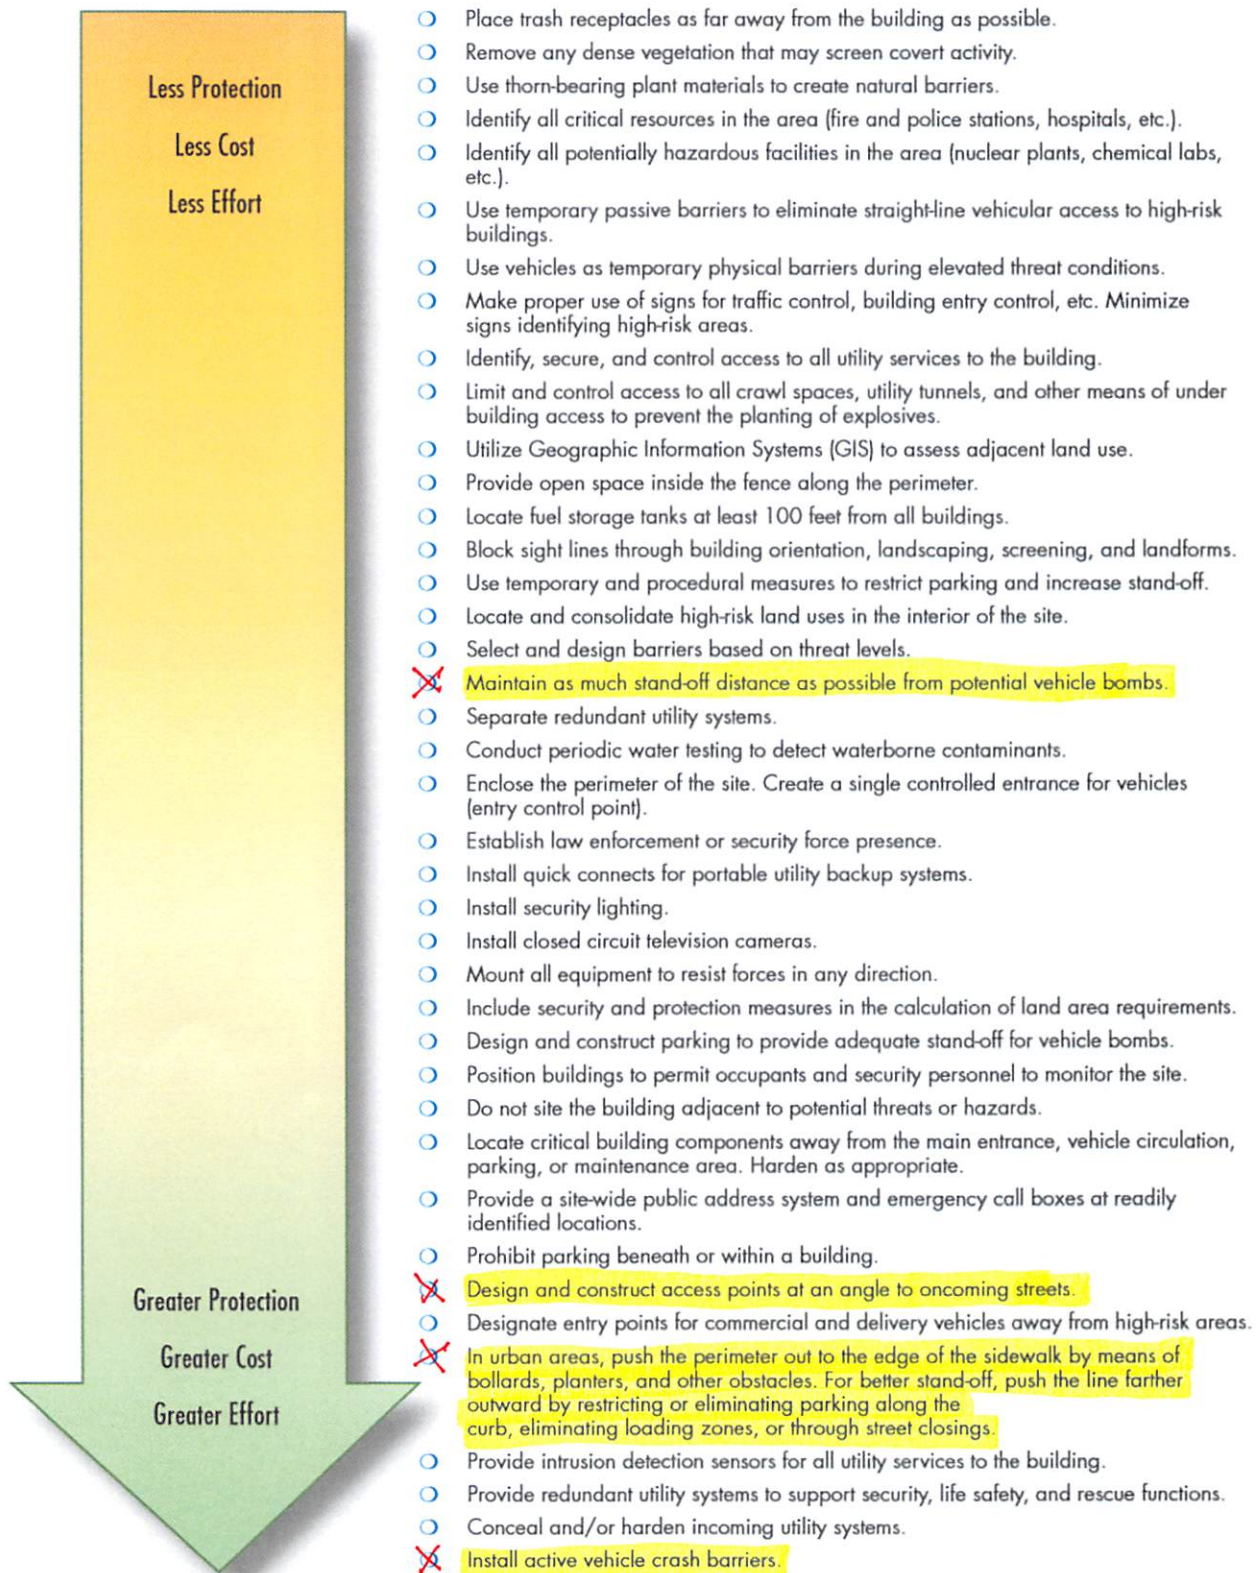 Less Protection
Less Cost
Less Effort
Greater Protection
Greater Cost
Greater Effort
Place trash receptacles as far away from the building as possible.
Remove any dense vegetation that may screen covert activity.
Use thorn-bearing plant materials to create natural barriers.
Identify all critical resources in the area (fire and police stations, hospitals, etc.).
Identify all potentially hazardous facilities in the area (nuclear plants, chemical labs,
etc.).
Use temporary passive barriers to eliminate straight-line vehicular access to high-risk
buildings.
Use vehicles as temporary physical barriers during elevated threat conditions.
Make proper use of signs for traffic control, building entry control, etc. Minimize
signs identifying high-risk areas.
Identify, secure, and control access to all utility services to the building.
Limit and control access to all crawl spaces, utility tunnels, and other means of under
building access to prevent the planting of explosives.
Utilize Geographic Information Systems (GIS) to assess adjacent land use.
Provide open space inside the fence along the perimeter.
Locate fuel storage tanks at least 100 feet from all buildings.
Block sight lines through building orientation, landscaping, screening, and landforms.
Use temporary and procedural measures to restrict parking and increase stand-off.
Locate and consolidate high-risk land uses in the interior of the site.
Select and design barriers based on threat levels.
Maintain as much stand-off distance as possible from potential vehicle bombs.
Separate redundant utility systems.
Conduct periodic water testing to detect waterborne contaminants.
Enclose the perimeter of the site. Create a single controlled entrance for vehicles
(entry control point).
Establish law enforcement or security force presence.
Install quick connects for portable utility backup systems.
Install security lighting.
Install closed circuit television cameras.
Mount all equipment to resist forces in any direction.
Include security and protection measures in the calculation of land area requirements.
Design and construct parking to provide adequate stand-off for vehicle bombs.
Position buildings to permit occupants and security personnel to monitor the site.
Do not site the building adjacent to potential threats or hazards.
Locate critical building components away from the main entrance, vehicle circulation,
parking, or maintenance area. Harden as appropriate.
Provide a site-wide public address system and emergency call boxes at readily
identified locations.
Prohibit parking beneath or within a building.
Design and construct access points at an angle to oncoming streets.
Designate entry points for commercial and delivery vehicles away from high-risk areas.
In urban areas, push the perimeter out to the edge of the sidewalk by means of
bollards, planters, and other obstacles. For better stand-off, push the line farther
outward by restricting or eliminating parking along the
curb, eliminating loading zones, or through street closings.
Provide intrusion detection sensors for all utility services to the building.
Provide redundant utility systems to support security, life safety, and rescue functions.
Conceal and/or harden incoming utility systems.
Install active vehicle crash barriers.